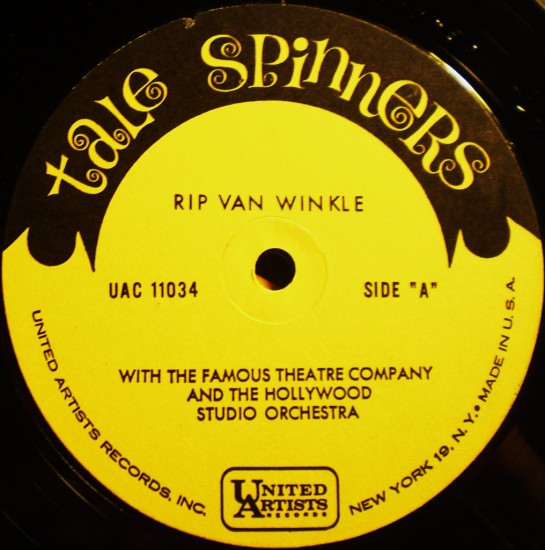 tale Spinners
RIP VAN WINKLE
UAC 11034
SIDE "A"
WITH THE FAMOUS THEATRE COMPANY
AND THE HOLLYWOOD
STUDIO ORCHESTRA
UNITED ARTISTS RECORDS, INC.
NEW YORK 19, N. Y. • MADE IN U. S. A.
UNITED
ARTISTS
RECORDS